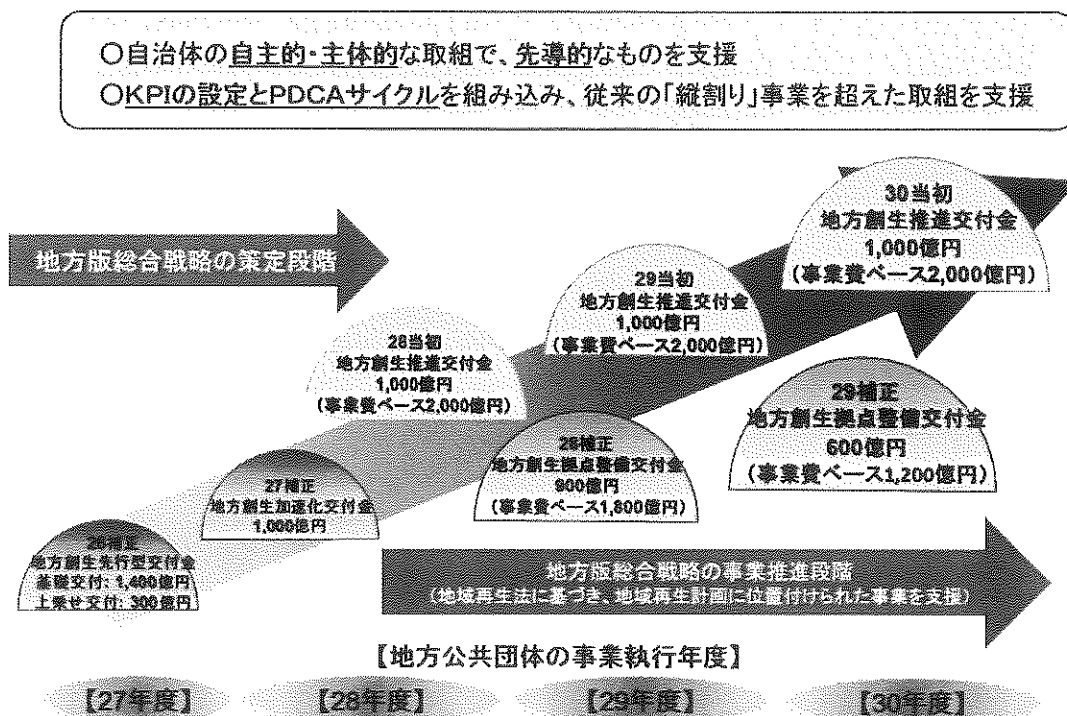 〇自治体の自主的・主体的な取組で、先導的なものを支援
〇KPIの設定とPDCAサイクルを組み込み、従来の「縦割り」事業を超えた取組を支援
地方版総合戦略の策定段階
30当初
地方創生推進交付金
1,000億円
(事業費ベース2,000億円)
29当初
地方創生推進交付金
1,000億円
(事業費ベース2,000億円)
28当初
地方創生推進交付金
1,000億円
(事業費ベース2,000億円)
29補正
地方創生拠点整備交付金
600億円
(事業費ベース1,200億円)
28補正
地方創生拠点整備交付金
900億円
(事業費ベース1,800億円)
27補正
地方創生加速化交付金
1,000億円
26補正
地方創生先行型交付金
基礎交付:1,400億円
上乗せ交付:300億円
地方版総合戦略の事業推進段階
(地域再生法に基づき、地域再生計画に位置付けられた事業を支援)
【地方公共団体の事業執行年度】
【27年度】
【28年度】
【29年度】
【30年度】